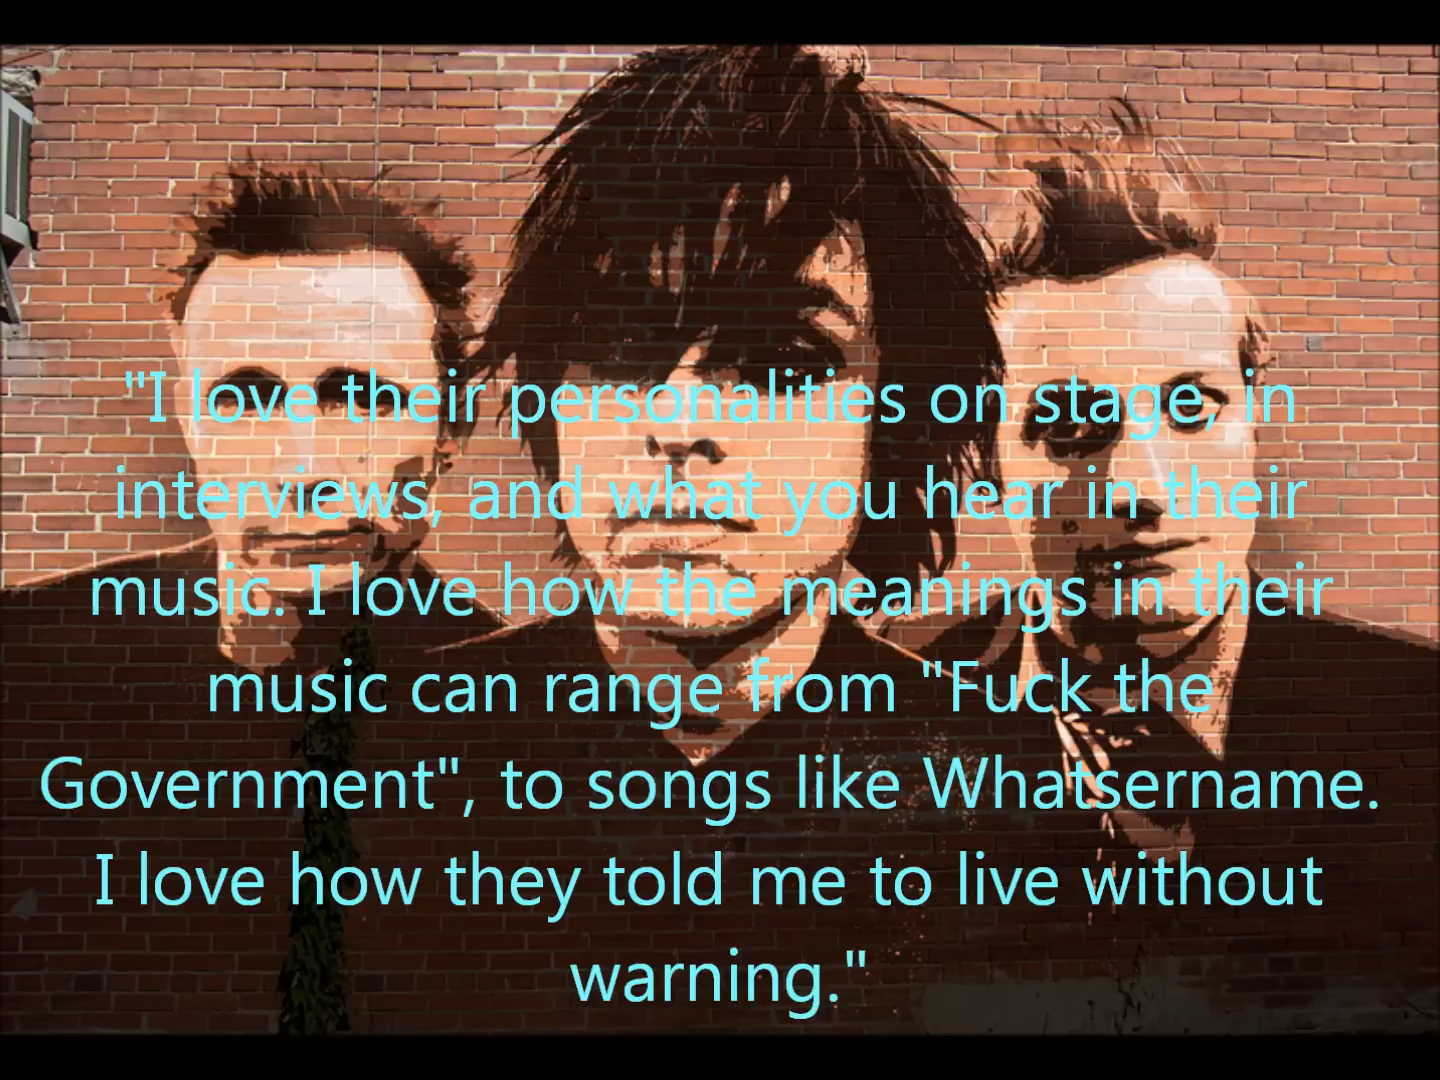 "I love their personalities on stage, in
interviews, and what you hear in their
music. I love how the meanings in their
music can range from "Fuck the
Government", to songs like Whatsername.
I love how they told me to live without
warning."